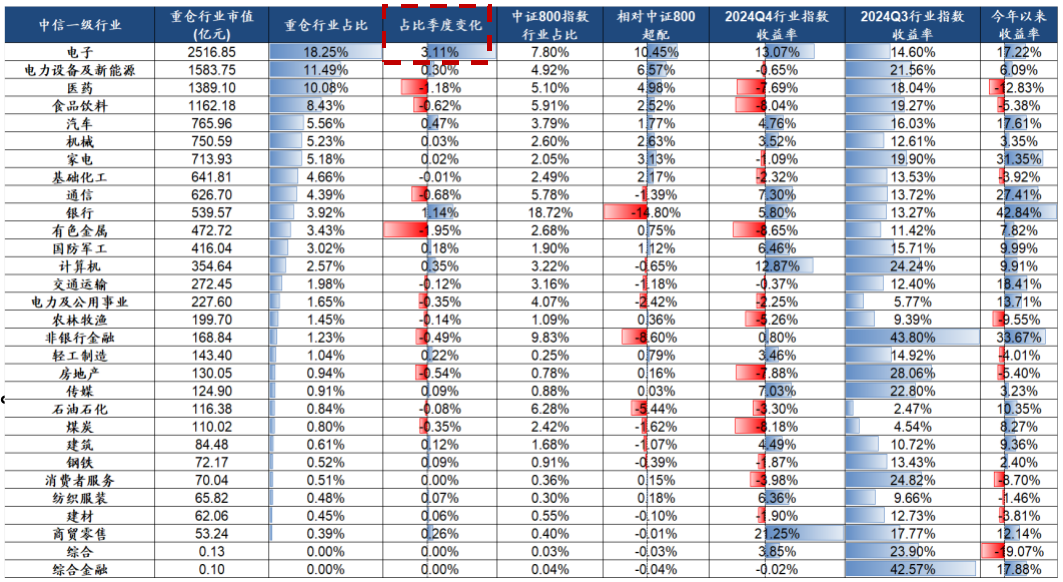 中信一级行业 重仓行业市值(亿元) 重仓行业占比 占比季度变化 中证800指数行业占比 相对中证800超配 2024Q4行业指数收益率 2024Q3行业指数收益率 今年以来收益率
电子 2516.85 18.25% 3.11% 7.80% 10.45% 13.07% 14.60% 17.22%
电力设备及新能源 1583.75 11.49% 0.30% 4.92% 6.57% -0.65% 21.56% 6.09%
医药 1389.10 10.08% -1.18% 5.10% 4.98% -7.69% 18.04% -12.83%
食品饮料 1162.18 8.43% -0.62% 5.91% 2.52% -8.04% 19.27% -5.38%
汽车 765.96 5.56% 0.47% 3.79% 1.77% 4.76% 16.03% 17.61%
机械 750.59 5.23% 0.03% 2.60% 2.63% 3.52% 12.61% 3.35%
家电 713.93 5.18% 0.02% 2.05% 3.13% -1.09% 19.90% 31.35%
基础化工 641.81 4.66% -0.01% 2.49% 2.17% -2.32% 13.53% -3.92%
通信 626.70 4.39% -0.68% 5.78% -1.39% 7.30% 13.72% 27.41%
银行 539.57 3.92% 1.14% 18.72% -14.80% 5.80% 13.27% 42.84%
有色金属 472.72 3.43% -1.95% 2.68% 0.75% -8.65% 11.42% 7.82%
国防军工 416.04 3.02% 0.18% 1.90% 1.12% 6.46% 15.71% 9.99%
计算机 354.64 2.57% 0.35% 3.22% -0.65% 12.87% 24.24% 9.91%
交通运输 272.45 1.98% -0.12% 3.16% -1.18% -0.37% 12.40% 18.41%
电力及公用事业 227.60 1.65% -0.35% 4.07% -2.42% -2.25% 5.77% 13.71%
农林牧渔 199.70 1.45% -0.14% 1.09% 0.36% -5.26% 9.39% -9.55%
非银行金融 168.84 1.23% -0.49% 9.83% -8.60% 0.80% 43.80% 33.67%
轻工制造 143.40 1.04% 0.22% 0.25% 0.79% 3.46% 14.92% -4.01%
房地产 130.05 0.94% -0.54% 0.78% 0.16% -7.88% 28.06% -5.40%
传媒 124.90 0.91% 0.09% 0.88% 0.03% 7.03% 22.80% 3.23%
石油石化 116.38 0.84% -0.08% 6.28% -5.44% -3.30% 2.47% 10.35%
煤炭 110.02 0.80% -0.35% 2.42% -1.62% -8.18% 4.54% 8.27%
建筑 84.48 0.61% 0.12% 1.68% -1.07% 4.49% 10.72% 9.36%
钢铁 72.17 0.52% 0.09% 0.91% -0.39% -1.87% 13.43% 2.40%
消费者服务 70.04 0.51% 0.00% 0.36% 0.15% -3.98% 24.82% -8.70%
纺织服装 65.82 0.48% 0.07% 0.30% 0.18% 6.36% 9.66% -1.46%
建材 62.06 0.45% 0.06% 0.55% -0.10% -1.90% 12.73% -3.81%
商贸零售 53.24 0.39% 0.26% 0.40% -0.01% 21.25% 17.77% 12.14%
综合 0.13 0.00% 0.00% 0.03% -0.03% 3.85% 23.90% -19.07%
综合金融 0.10 0.00% 0.00% 0.04% -0.04% -0.02% 42.57% 17.88%